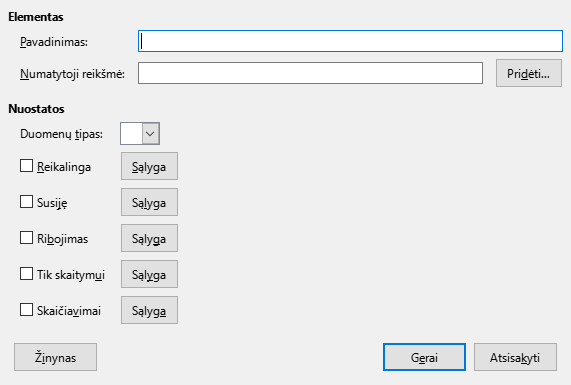 Elementas
Pavadinimas:
Numatytoji reikšmė:
Pridėti...
Nuostatos
Duomenų tipas:
Reikalinga
Sąlyga
Susiję
Sąlyga
Ribojimas
Sąlyga
Tik skaitymui
Sąlyga
Skaičiavimai
Sąlyga
Žinynas
Gerai
Atsisakyti